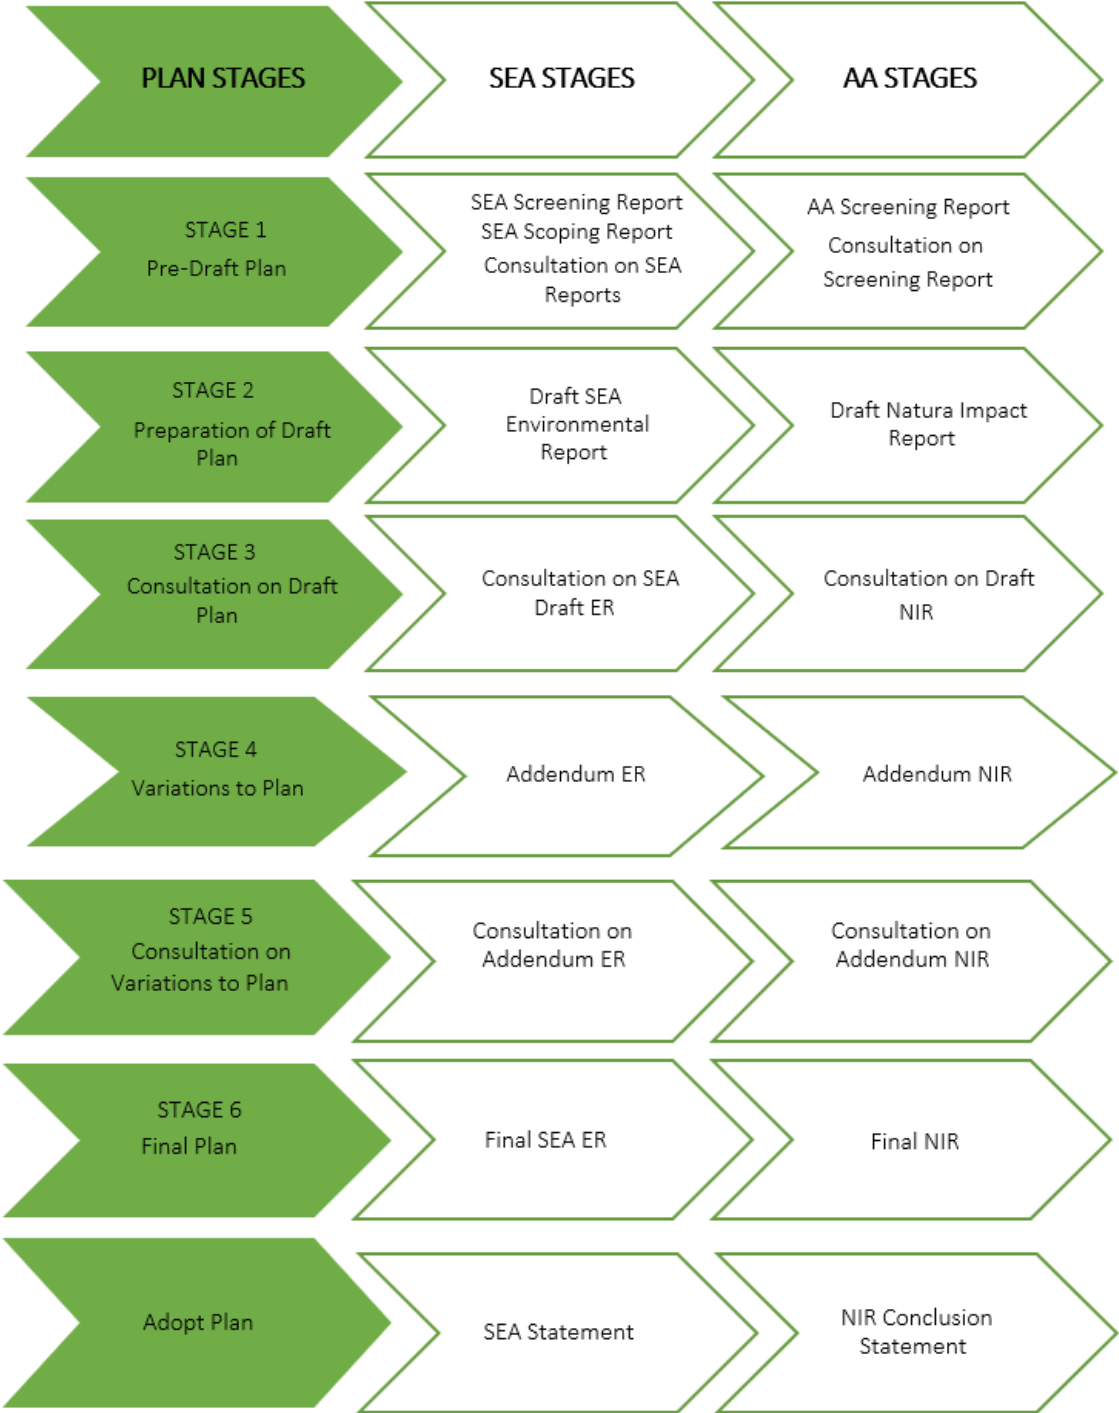 PLAN STAGES
SEA STAGES
AA STAGES
STAGE 1
Pre-Draft Plan
SEA Screening Report
SEA Scoping Report
Consultation on SEA
Reports
AA Screening Report
Consultation on
Screening Report
STAGE 2
Preparation of Draft
Plan
Draft SEA
Environmental
Report
Draft Natura Impact
Report
STAGE 3
Consultation on Draft
Plan
Consultation on SEA
Draft ER
Consultation on Draft
NIR
STAGE 4
Variations to Plan
Addendum ER
Addendum NIR
STAGE 5
Consultation on
Variations to Plan
Consultation on
Addendum ER
Consultation on
Addendum NIR
STAGE 6
Final Plan
Final SEA ER
Final NIR
Adopt Plan
SEA Statement
NIR Conclusion
Statement